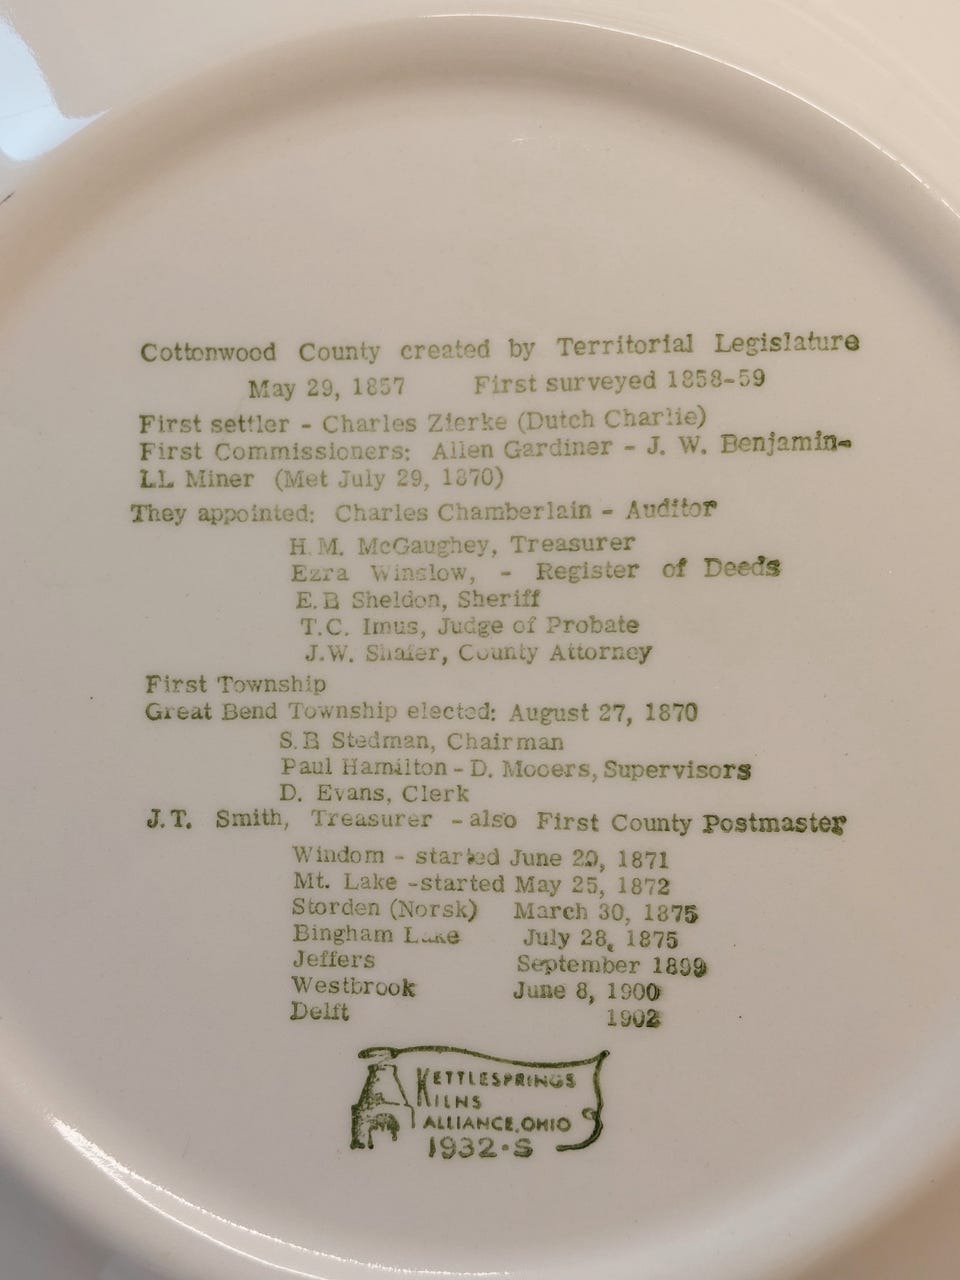 Cottonwood County created by Territorial Legislature
May 29, 1857 First surveyed 1858-59
First settler - Charles Zierke (Dutch Charlie)
First Commissioners: Allen Gardiner - J. W. Benjamin-
LL Miner (Met July 29, 1870)
They appointed: Charles Chamberlain - Auditor
H.M. McGaughey, Treasurer
Ezra Winslow, - Register of Deeds
E.B Sheldon, Sheriff
T.C. Imus, Judge of Probate
J.W. Shafer, County Attorney
First Township
Great Bend Township elected: August 27, 1870
S.B Stedman, Chairman
Paul Hamilton - D. Mooers, Supervisors
D. Evans, Clerk
J.T. Smith, Treasurer - also First County Postmaster
Windom - started June 20, 1871
Mt. Lake -started May 25, 1872
Storden (Norsk) March 30, 1875
Bingham Lake July 28, 1875
Jeffers September 1899
Westbrook June 8, 1900
Delft 1902
KETTLESPRINGS
KILNS
ALLIANCE, OHIO
1932-S